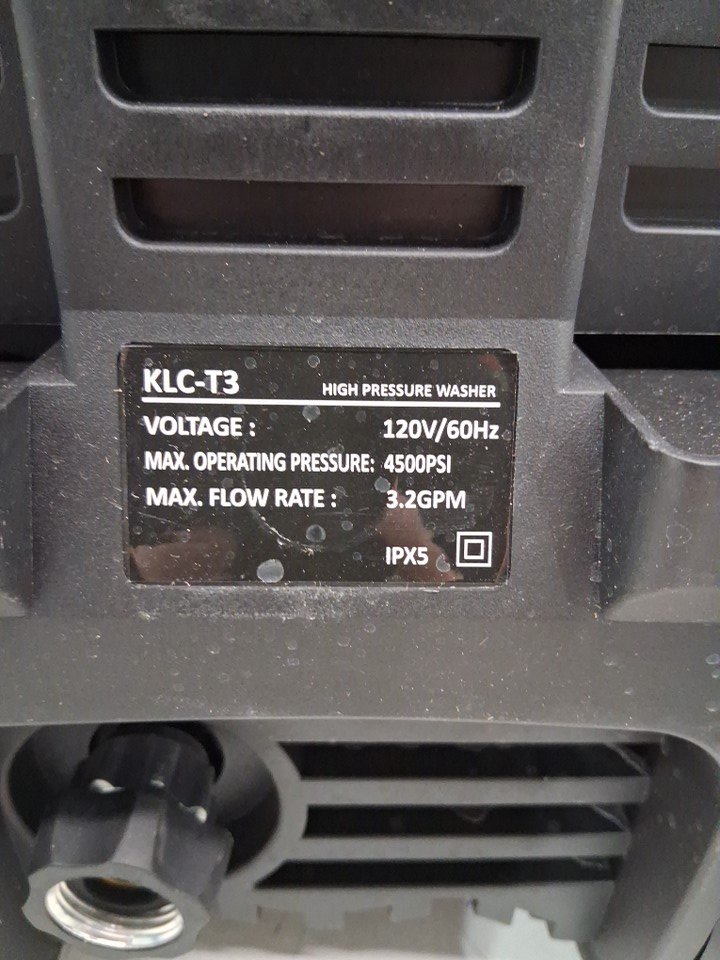 KLC-T3 HIGH PRESSURE WASHER
VOLTAGE : 120V/60Hz
MAX. OPERATING PRESSURE: 4500PSI
MAX. FLOW RATE : 3.2GPM
IPX5